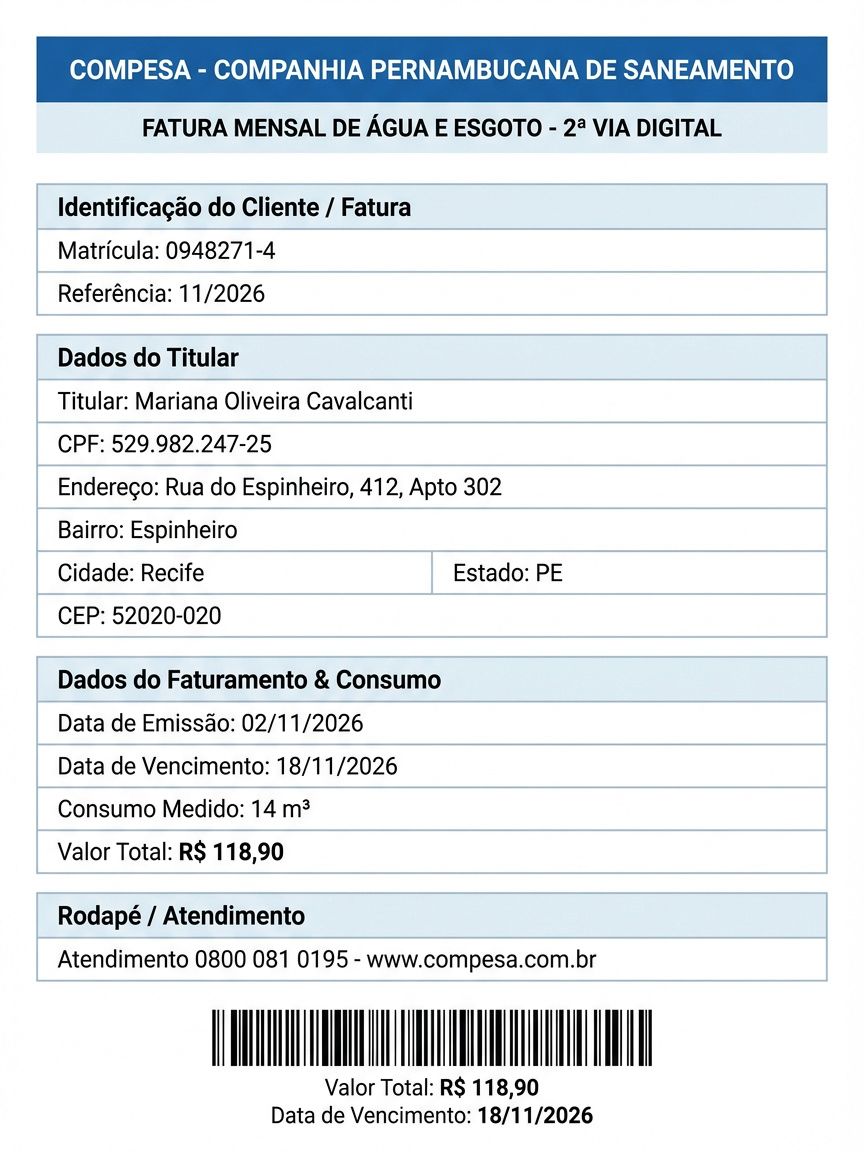 COMPESA - COMPANHIA PERNAMBUCANA DE SANEAMENTO
FATURA MENSAL DE ÁGUA E ESGOTO - 2ª VIA DIGITAL
Identificação do Cliente / Fatura
Matrícula: 0948271-4
Referência: 11/2026
Dados do Titular
Titular: Mariana Oliveira Cavalcanti
CPF: 529.982.247-25
Endereço: Rua do Espinheiro, 412, Apto 302
Bairro: Espinheiro
Cidade: Recife
Estado: PE
CEP: 52020-020
Dados do Faturamento & Consumo
Data de Emissão: 02/11/2026
Data de Vencimento: 18/11/2026
Consumo Medido: 14 m³
Valor Total: R$ 118,90
Rodapé / Atendimento
Atendimento 0800 081 0195 - www.compesa.com.br
Valor Total: R$ 118,90
Data de Vencimento: 18/11/2026